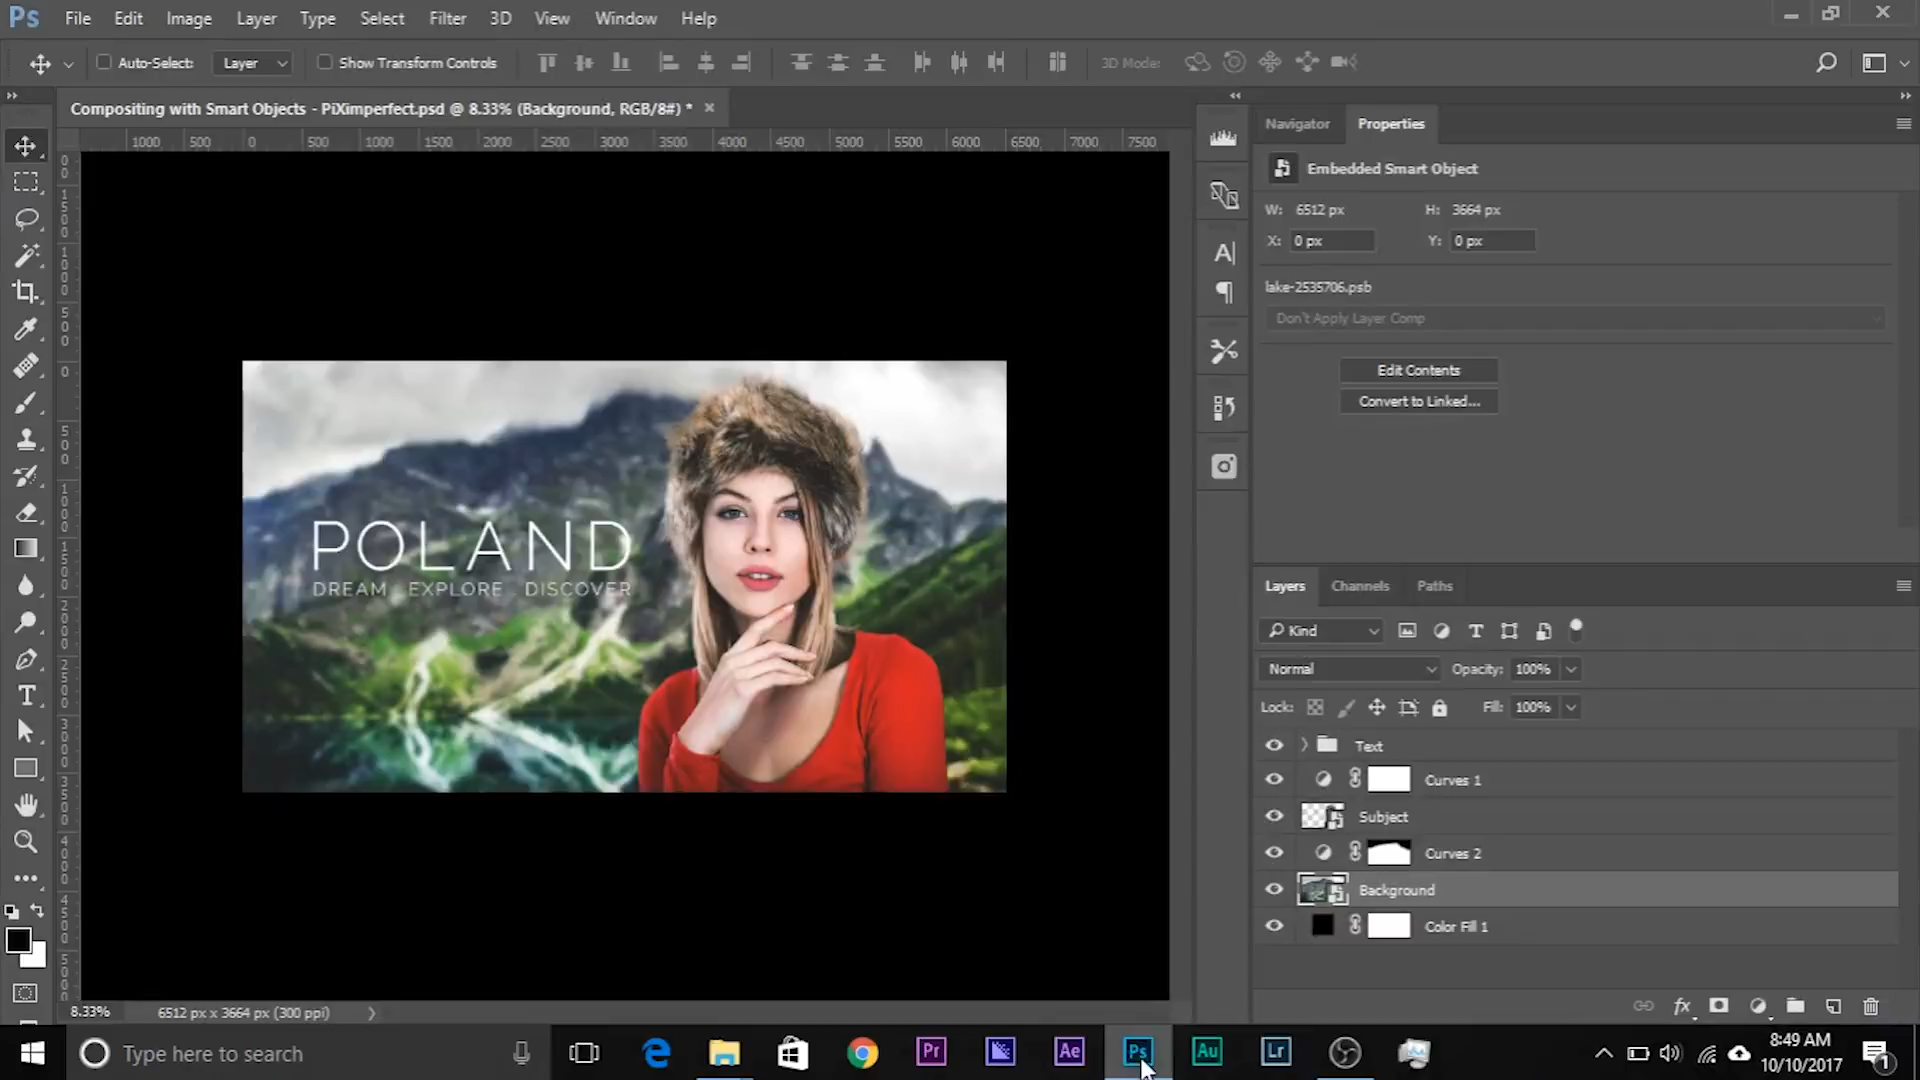 Ps File Edit Image Layer Type Select Filter 3D View Window Help
Auto-Select: Layer Show Transform Controls 3D Mode:
Compositing with Smart Objects - PiXimperfect.psd @ 8.33% (Background, RGB/8#) *
1000 500 0 500 1000 1500 2000 2500 3000 3500 4000 4500 5000 5500 6000 6500 7000 7500
Navigator Properties
Embedded Smart Object
W: 6512 px H: 3664 px
X: 0 px Y: 0 px
lake-2535706.psb
Don't Apply Layer Comp
Edit Contents
Convert to Linked...
POLAND
DREAM . EXPLORE . DISCOVER
Layers Channels Paths
Kind
Normal Opacity: 100%
Lock: Fill: 100%
Text
Curves 1
Subject
Curves 2
Background
Color Fill 1
8.33% 6512 px x 3664 px (300 ppi)
Type here to search
Pr Ae Ps Au Lr
8:49 AM
10/10/2017
1